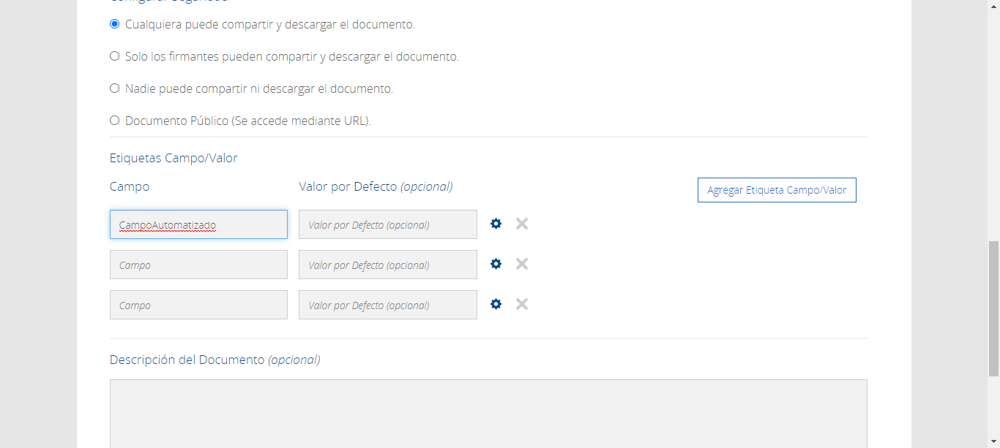 Configurar Seguridad
Cualquiera puede compartir y descargar el documento.
Solo los firmantes pueden compartir y descargar el documento.
Nadie puede compartir ni descargar el documento.
Documento Público (Se accede mediante URL).
Etiquetas Campo/Valor
Campo
Valor por Defecto (opcional)
Agregar Etiqueta Campo/Valor
CampoAutomatizado
Valor por Defecto (opcional)
Campo
Valor por Defecto (opcional)
Campo
Valor por Defecto (opcional)
Descripción del Documento (opcional)